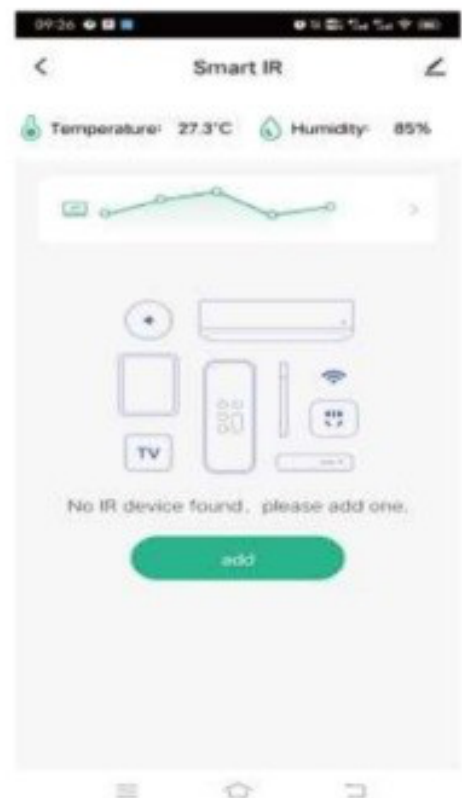 09:26
Smart IR
Temperature: 27.3°C Humidity: 85%
TV
No IR device found, please add one.
add